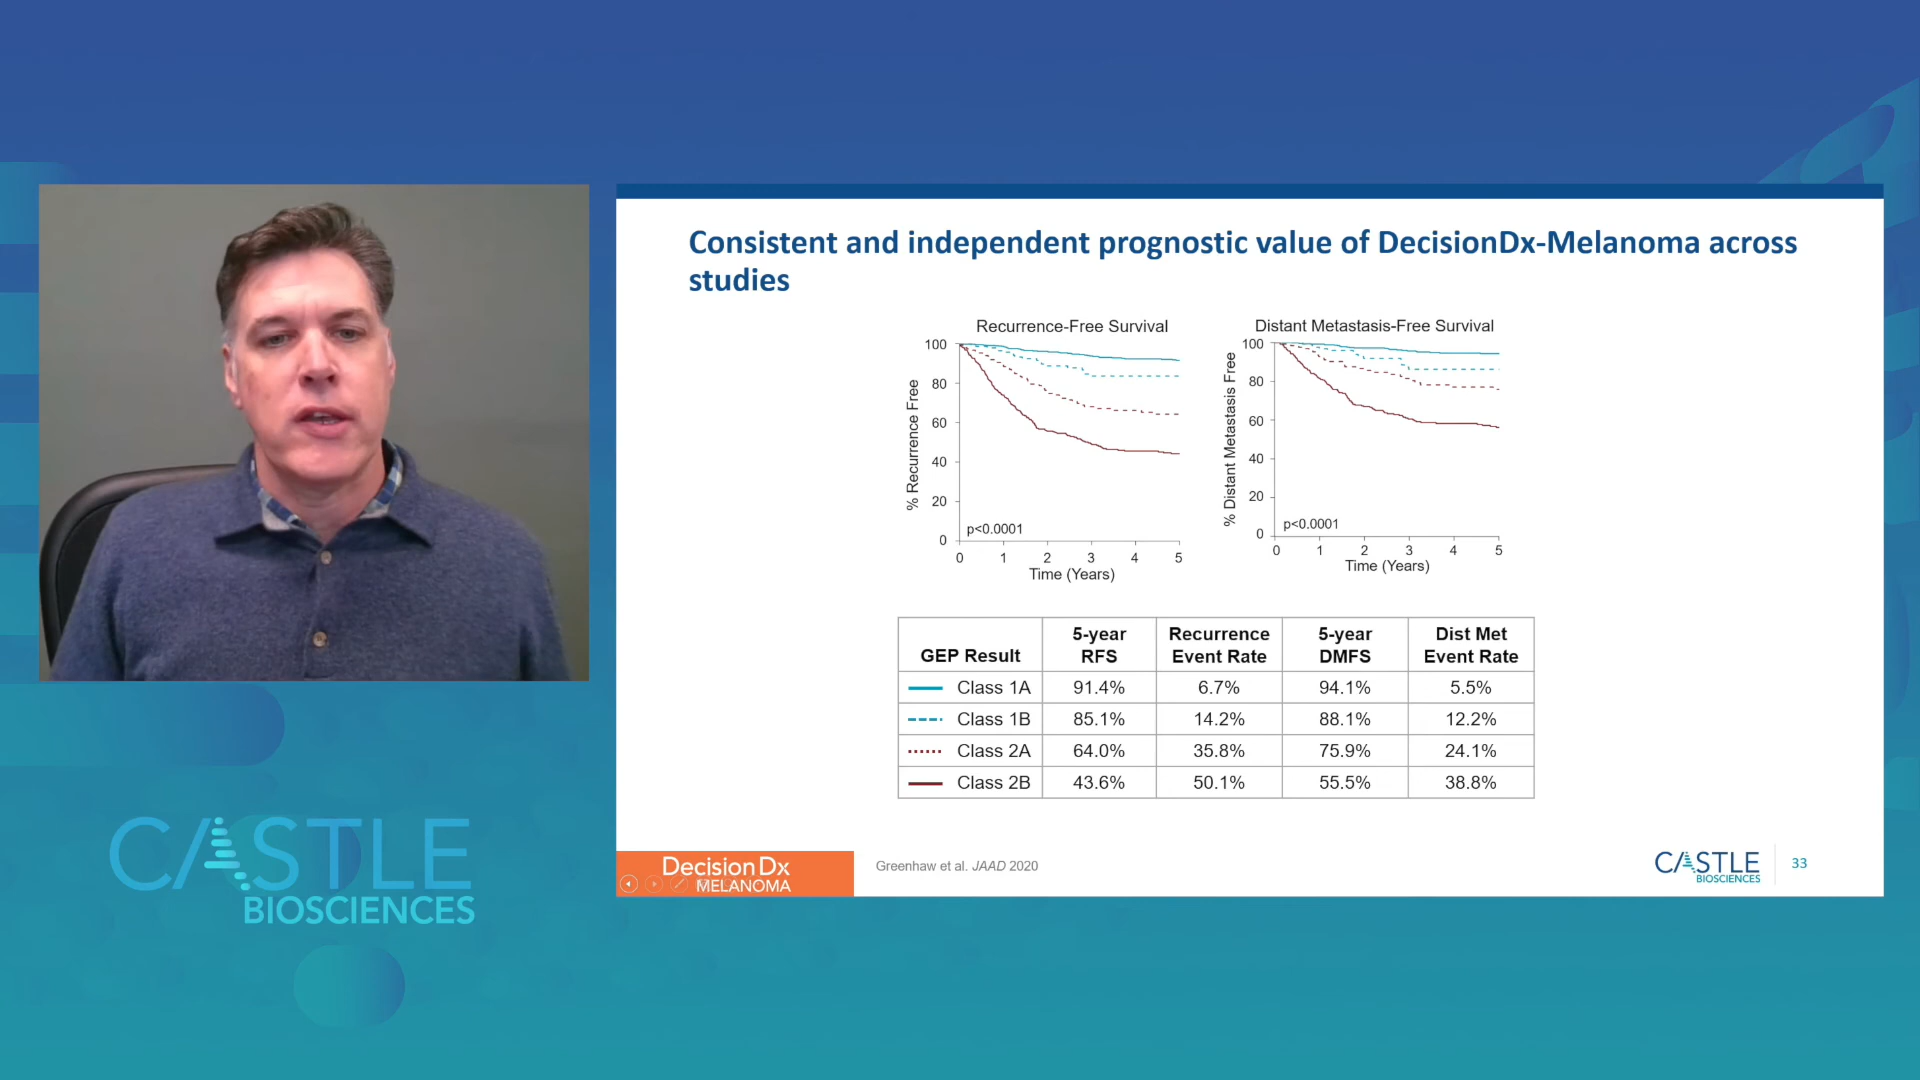 Consistent and independent prognostic value of DecisionDx-Melanoma across
studies
Recurrence-Free Survival
% Recurrence Free
100
80
60
40
20
0
p<0.0001
0 1 2 3 4 5
Time (Years)
Distant Metastasis-Free Survival
% Distant Metastasis Free
100
80
60
40
20
0
p<0.0001
0 1 2 3 4 5
Time (Years)
GEP Result 5-year RFS Recurrence Event Rate 5-year DMFS Dist Met Event Rate
Class 1A 91.4% 6.7% 94.1% 5.5%
Class 1B 85.1% 14.2% 88.1% 12.2%
Class 2A 64.0% 35.8% 75.9% 24.1%
Class 2B 43.6% 50.1% 55.5% 38.8%
DecisionDx
MELANOMA
Greenhaw et al. JAAD 2020
CASTLE
BIOSCIENCES
33
CASTLE
BIOSCIENCES